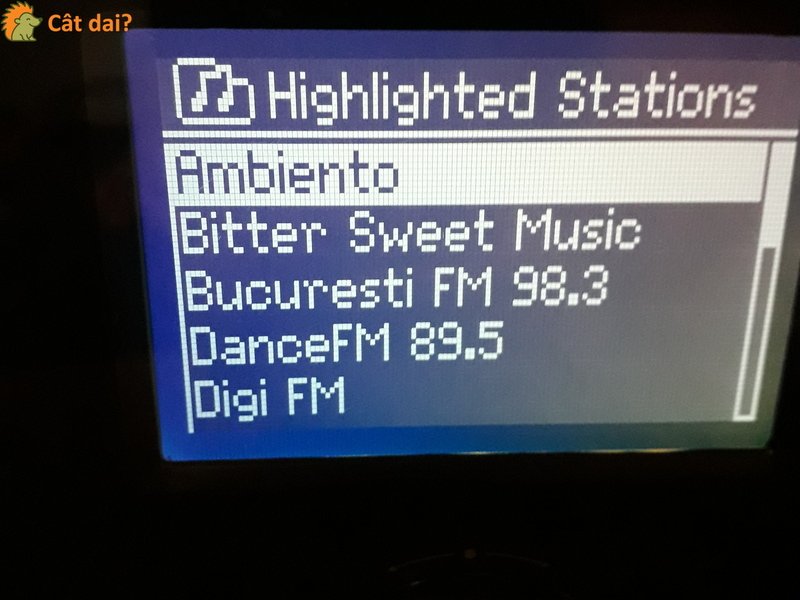 Cât dai?
Highlighted Stations
Ambiento
Bitter Sweet Music
Bucuresti FM 98.3
DanceFM 89.5
Digi FM